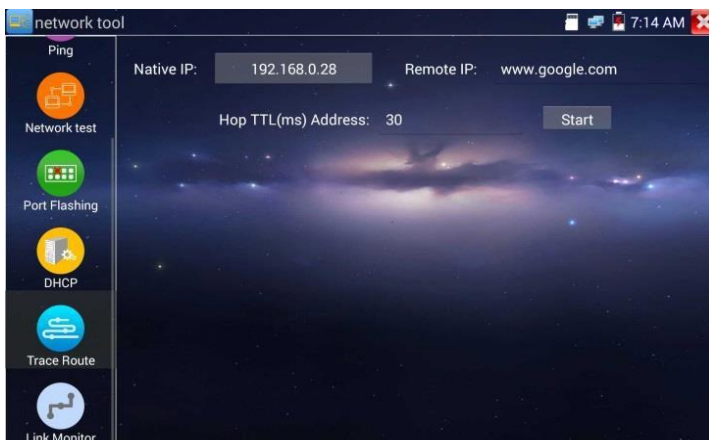 network tool
7:14 AM
Ping
Native IP: 192.168.0.28 Remote IP: www.google.com
Hop TTL(ms) Address: 30 Start
Network test
Port Flashing
DHCP
Trace Route
Link Monitor